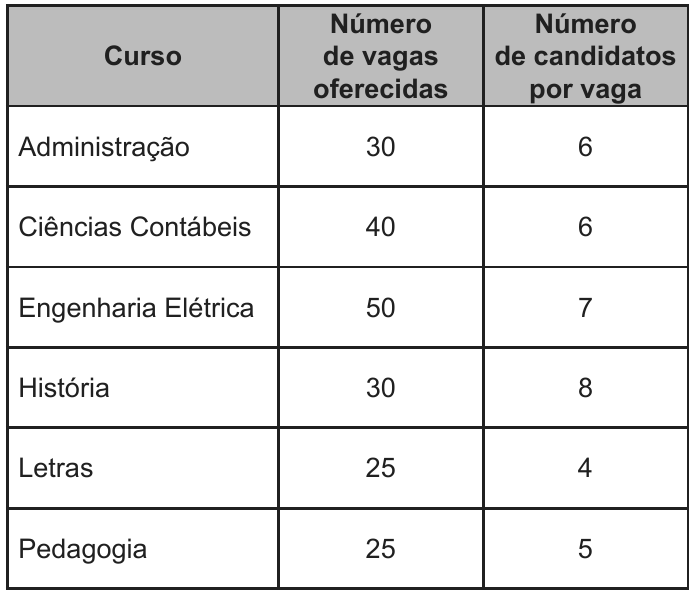 Curso
Número
de vagas
oferecidas
Número
de candidatos
por vaga
Administração 30 6
Ciências Contábeis 40 6
Engenharia Elétrica 50 7
História 30 8
Letras 25 4
Pedagogia 25 5